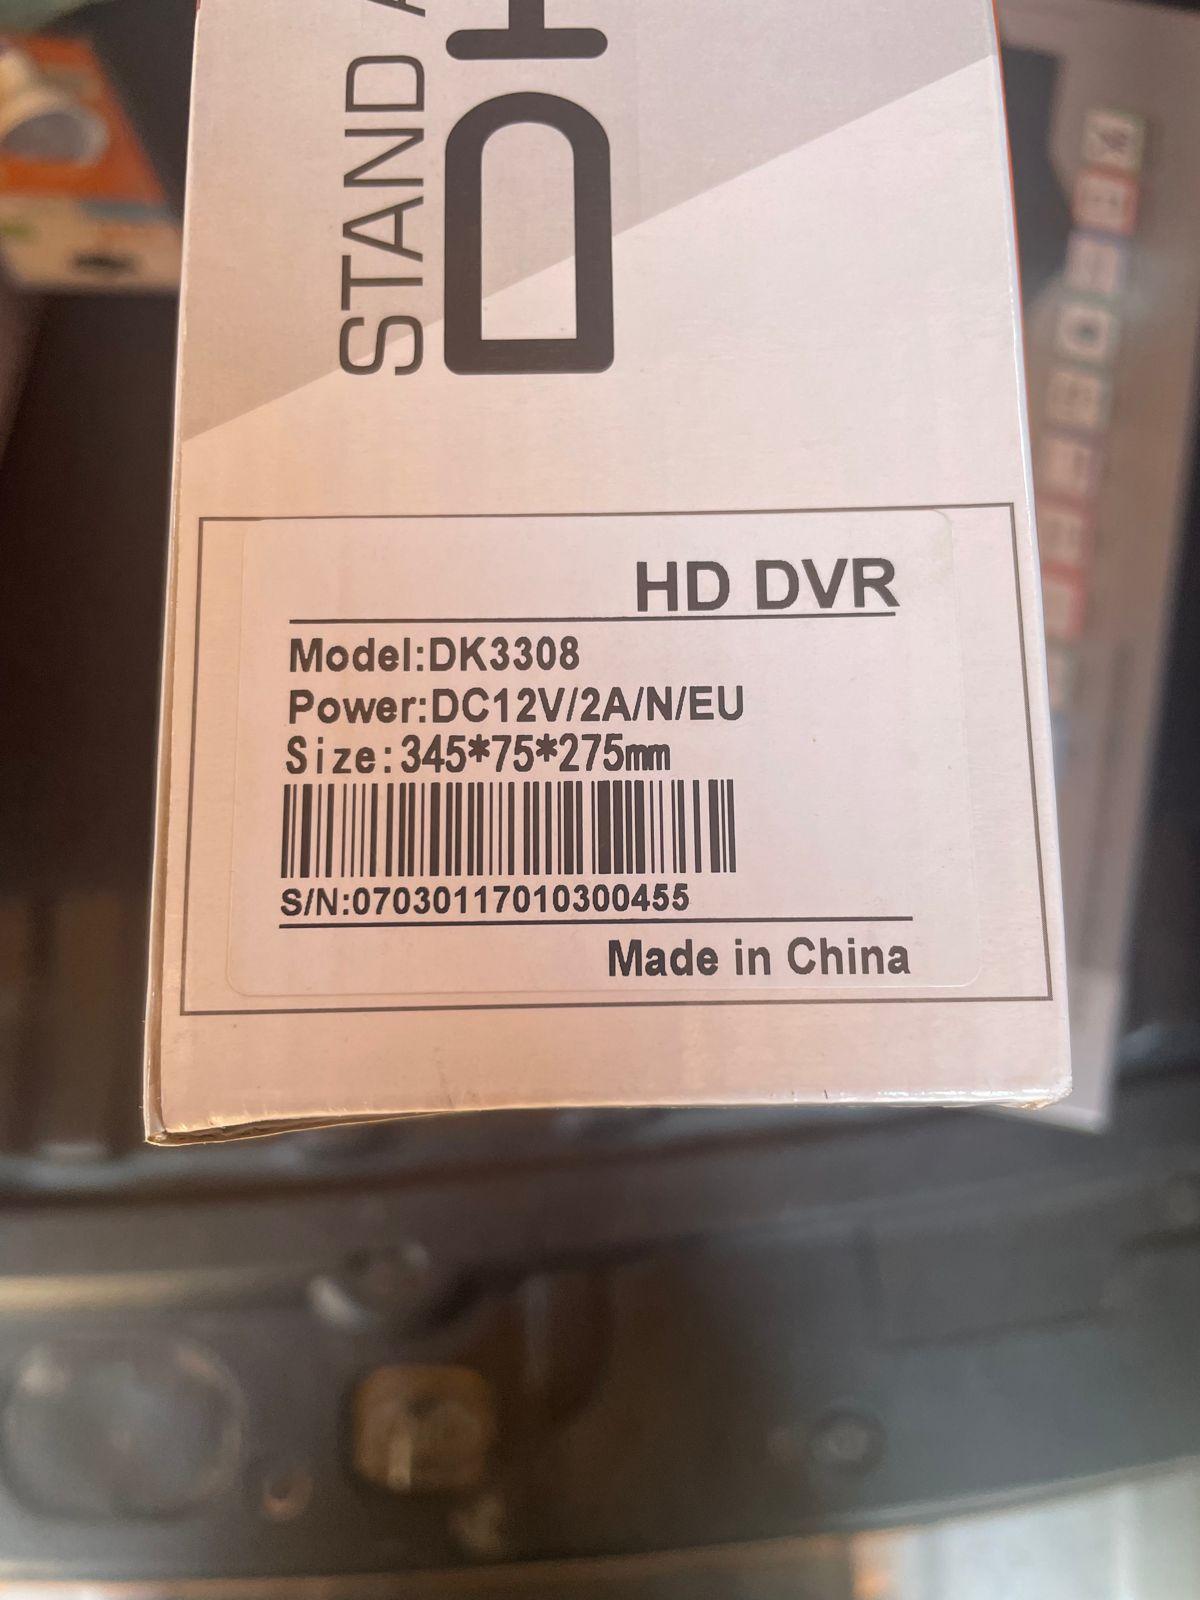 STAND
HD DVR
Model:DK3308
Power:DC12V/2A/N/EU
Size:345*75*275mm
S/N:07030117010300455
Made in China